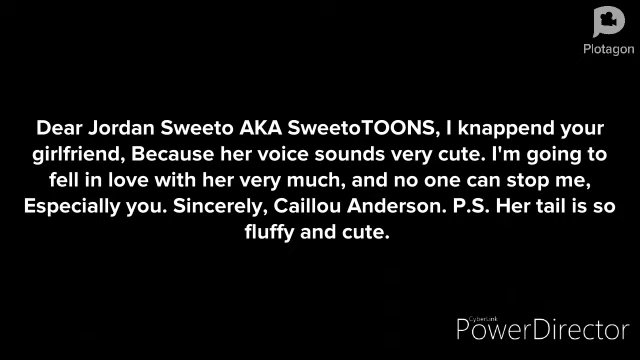 Plotagon
Dear Jordan Sweeto AKA SweetoTOONS, I knappend your
girlfriend, Because her voice sounds very cute. I'm going to
fell in love with her very much, and no one can stop me,
Especially you. Sincerely, Caillou Anderson. P.S. Her tail is so
fluffy and cute.
CyberLink
PowerDirector